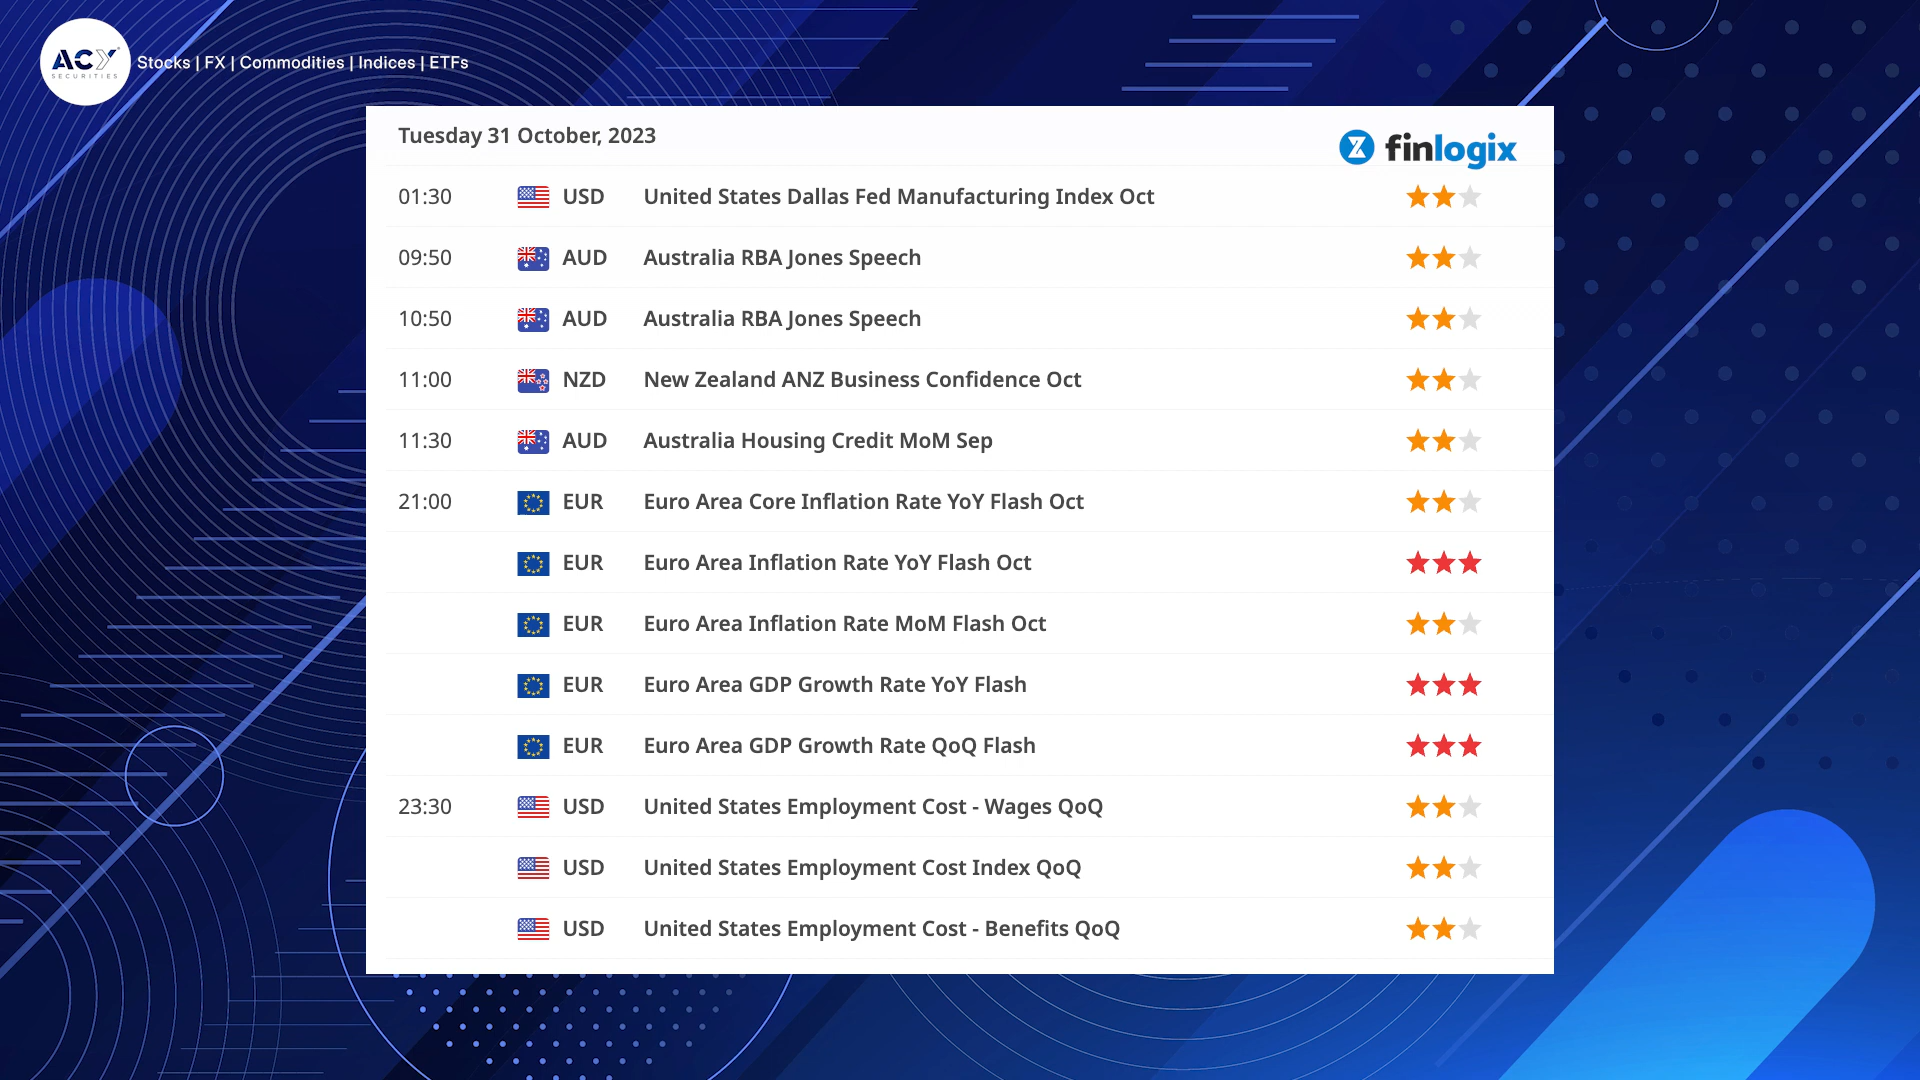 ACY
SECURITIES
Stocks | FX | Commodities | Indices | ETFs
Tuesday 31 October, 2023
finlogix
01:30 USD United States Dallas Fed Manufacturing Index Oct
09:50 AUD Australia RBA Jones Speech
10:50 AUD Australia RBA Jones Speech
11:00 NZD New Zealand ANZ Business Confidence Oct
11:30 AUD Australia Housing Credit MoM Sep
21:00 EUR Euro Area Core Inflation Rate YoY Flash Oct
EUR Euro Area Inflation Rate YoY Flash Oct
EUR Euro Area Inflation Rate MoM Flash Oct
EUR Euro Area GDP Growth Rate YoY Flash
EUR Euro Area GDP Growth Rate QoQ Flash
23:30 USD United States Employment Cost - Wages QoQ
USD United States Employment Cost Index QoQ
USD United States Employment Cost - Benefits QoQ